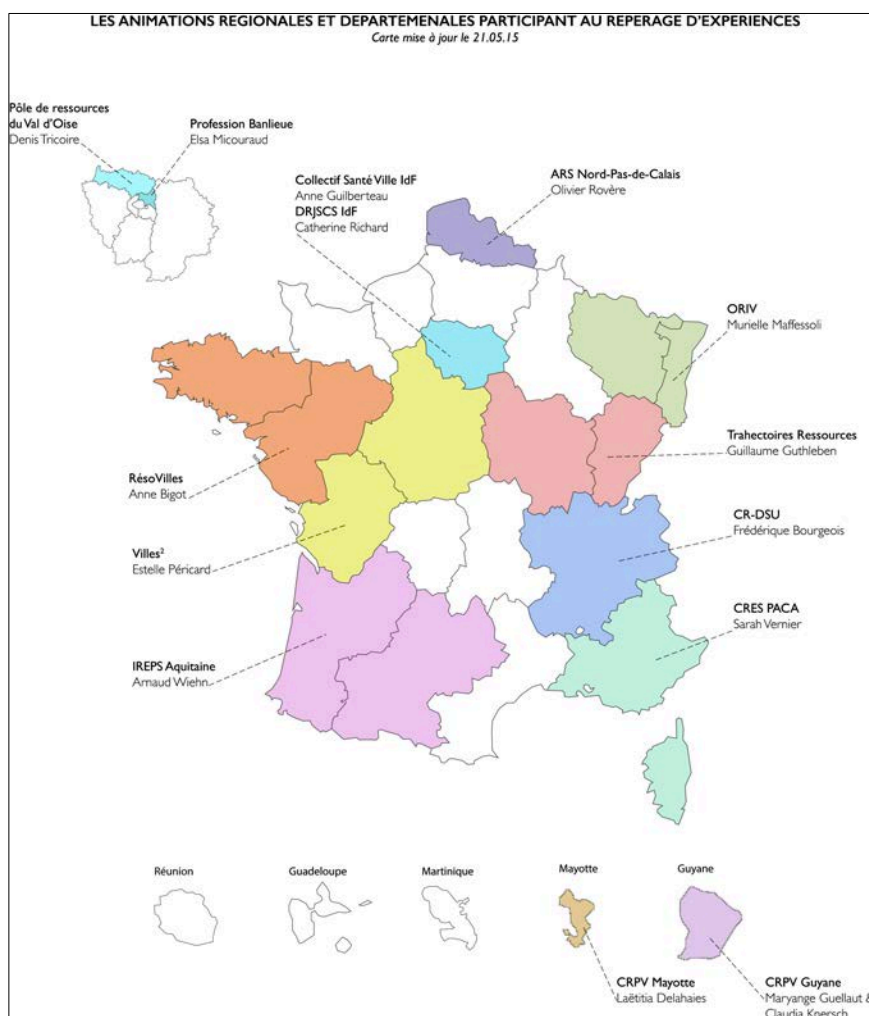 LES ANIMATIONS REGIONALES ET DEPARTEMENALES PARTICIPANT AU REPERAGE D'EXPERIENCES
Carte mise à jour le 21.05.15
Pôle de ressources
du Val d'Oise
Denis Tricoire
Profession Banlieue
Elsa Micouraud
Collectif Santé Ville IdF
Anne Guilberteau
DRJSCS IdF
Catherine Richard
ARS Nord-Pas-de-Calais
Olivier Rovère
ORIV
Murielle Maffessoli
Trahectoires Ressources
Guillaume Guthleben
RésoVilles
Anne Bigot
CR-DSU
Frédérique Bourgeois
Villes²
Estelle Péricard
CRES PACA
Sarah Vernier
IREPS Aquitaine
Arnaud Wiehn
Réunion
Guadeloupe
Martinique
Mayotte
Guyane
CRPV Mayotte
Laëtitia Delahaies
CRPV Guyane
Maryange Guellaut &
Claudia Knersch